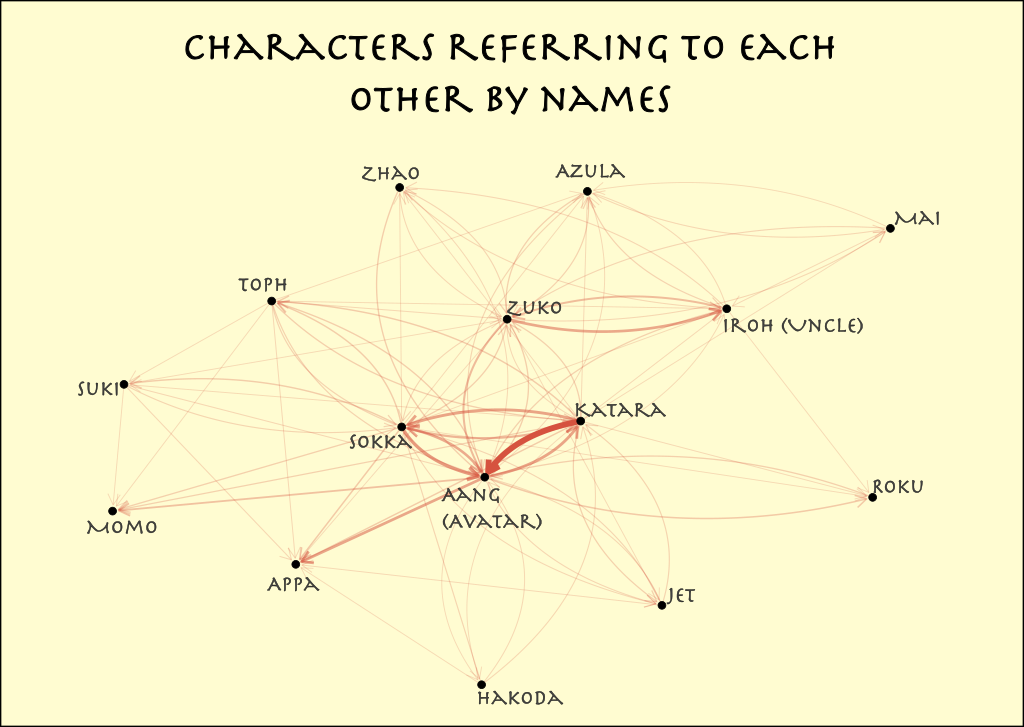 Characters referring to each
other by names
Zhao
Azula
Mai
Toph
Zuko
Iroh (Uncle)
Suki
Katara
Sokka
Roku
Aang
(Avatar)
Momo
Appa
Jet
Hakoda